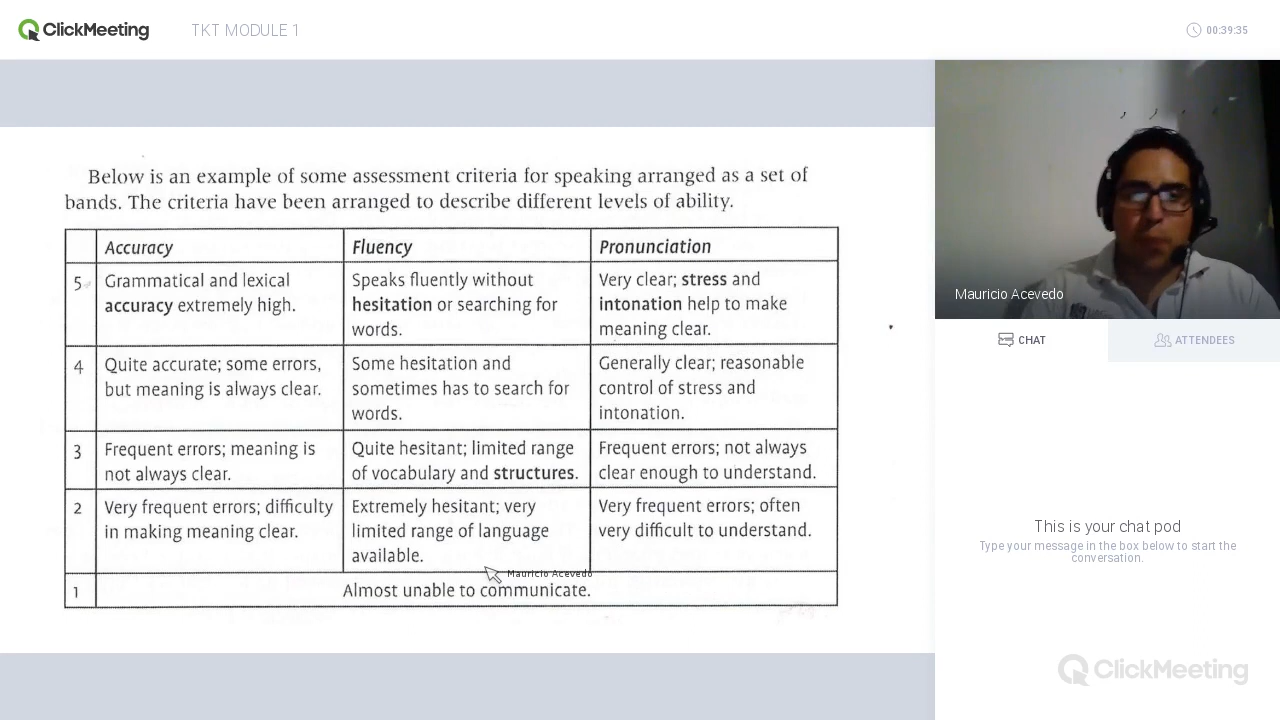 ClickMeeting
TKT MODULE 1
00:39:35
Below is an example of some assessment criteria for speaking arranged as a set of
bands. The criteria have been arranged to describe different levels of ability.
Accuracy Fluency Pronunciation
5 Grammatical and lexical
accuracy extremely high.
Speaks fluently without
hesitation or searching for
words.
Very clear; stress and
intonation help to make
meaning clear.
4 Quite accurate; some errors,
but meaning is always clear.
Some hesitation and
sometimes has to search for
words.
Generally clear; reasonable
control of stress and
intonation.
3 Frequent errors; meaning is
not always clear.
Quite hesitant; limited range
of vocabulary and structures.
Frequent errors; not always
clear enough to understand.
2 Very frequent errors; difficulty
in making meaning clear.
Extremely hesitant; very
limited range of language
available.
Very frequent errors; often
very difficult to understand.
1 Almost unable to communicate.
Mauricio Acevedo
Mauricio Acevedo
CHAT
ATTENDEES
This is your chat pod
Type your message in the box below to start the
conversation.
ClickMeeting